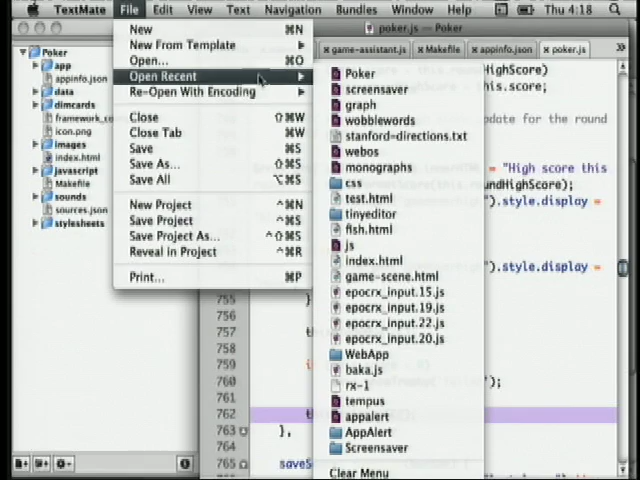 TextMate File Edit View Text Navigation Bundles Window Help Thu 4:18
poker.js — Poker
game-assistant.js Makefile appinfo.json poker.js
New ⌘N
New From Template
Open... ⌘O
Open Recent
Re-Open With Encoding
Close ⇧⌘W
Close Tab ⌘W
Save ⌘S
Save As... ⇧⌘S
Save All ⌥⌘S
New Project ^⌘N
Save Project ^⌘S
Save Project As... ^⇧⌘S
Reveal in Project ^⌘R
Print... ⌘P
Poker
screensaver
graph
wobblewords
stanford=directions.txt
webos
monographs
css
test.html
tinyeditor
fish.html
js
index.html
game-scene.html
epocrx_input.15.js
epocrx_input.19.js
epocrx_input.22.js
epocrx_input.20.js
WebApp
baka.js
rx-1
tempus
appalert
AppAlert
Screensaver
Clear Menu
Poker
app
appinfo.json
data
dimcards
icon.png
images
index.html
javascript
Makefile
sounds
sources.json
stylesheets
HighScore)
.score;
date for the round
= "High score this
undHighScore);
).style.display =
).style.display =
755 }
756
757
758
759
760
761
762
763 },
764
765